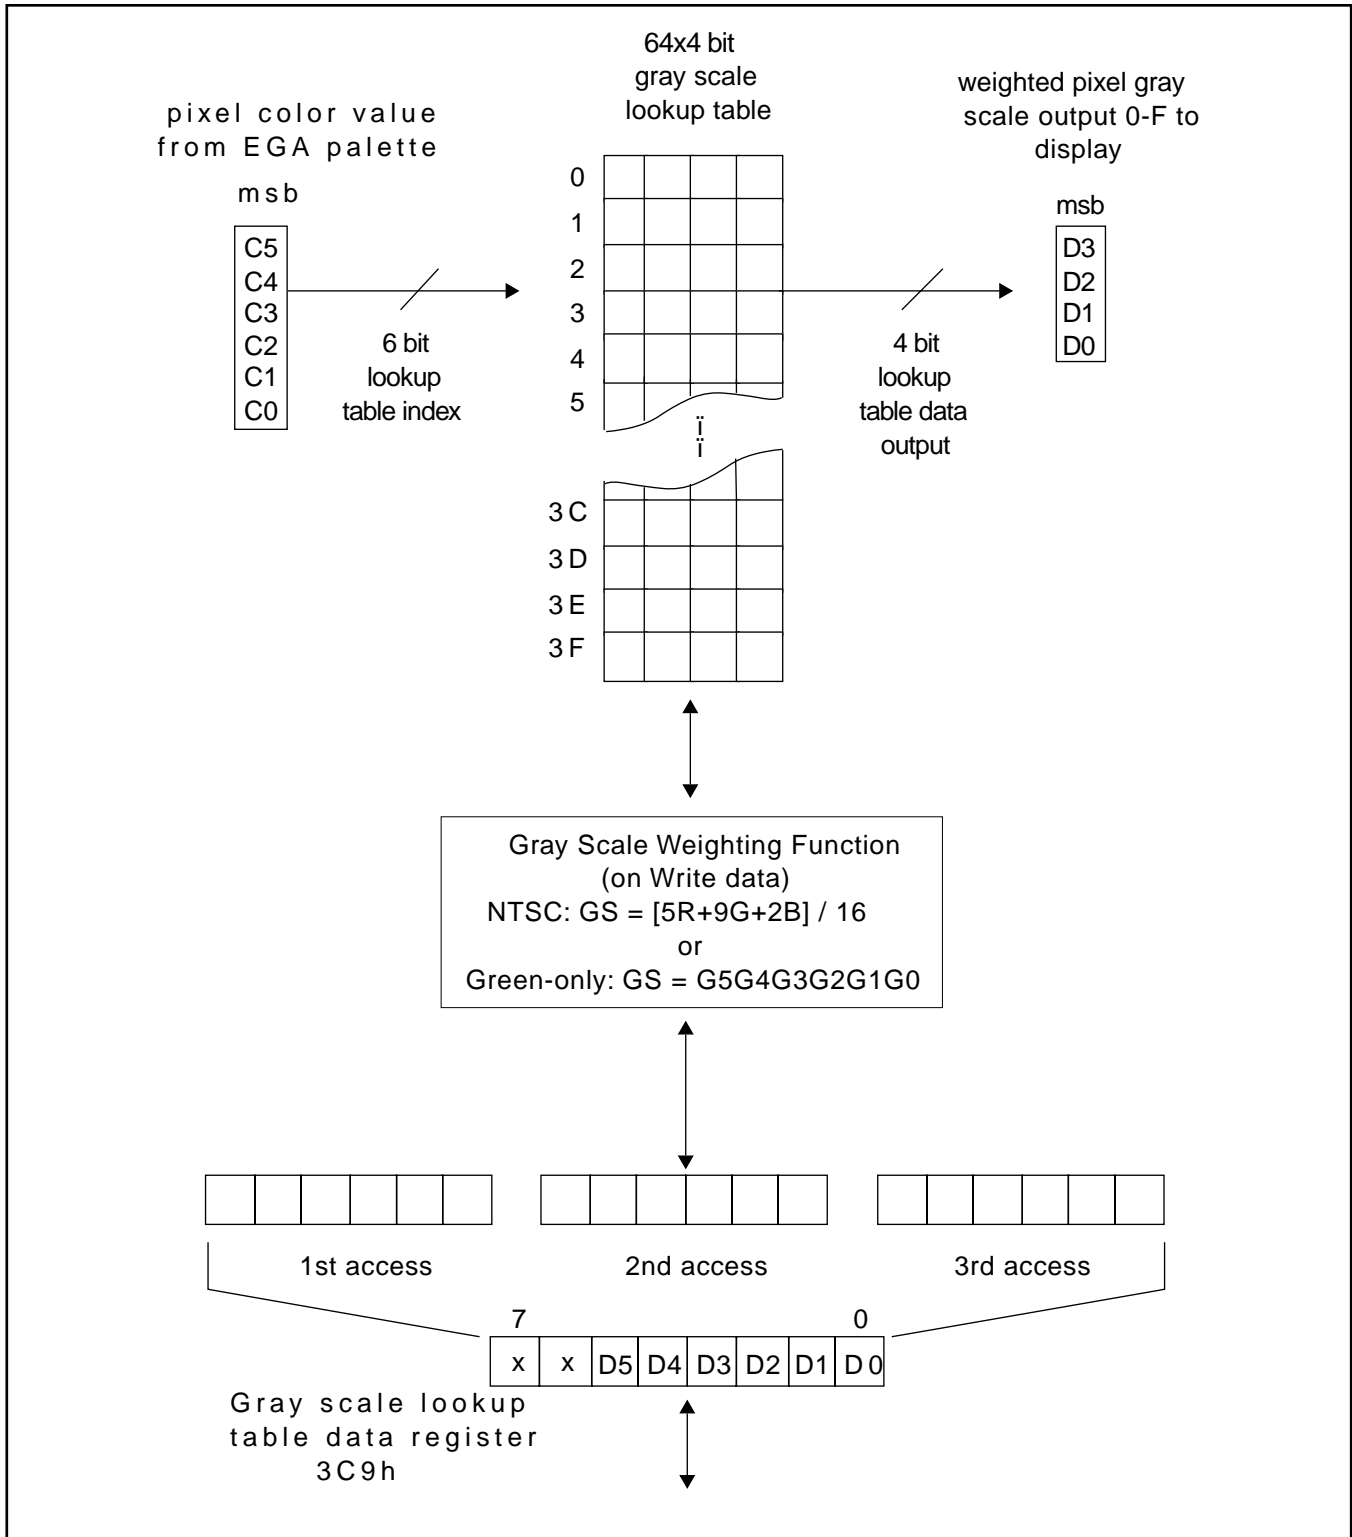 64x4 bit
gray scale
lookup table
pixel color value
from EGA palette
msb
C5
C4
C3
C2
C1
C0
6 bit
lookup
table index
0
1
2
3
4
5
ï
ï
3C
3D
3E
3F
4 bit
lookup
table data
output
weighted pixel gray
scale output 0-F to
display
msb
D3
D2
D1
D0
Gray Scale Weighting Function
(on Write data)
NTSC: GS = [5R+9G+2B] / 16
or
Green-only: GS = G5G4G3G2G1G0
1st access 2nd access 3rd access
7 0
x x D5 D4 D3 D2 D1 D0
Gray scale lookup
table data register
3C9h